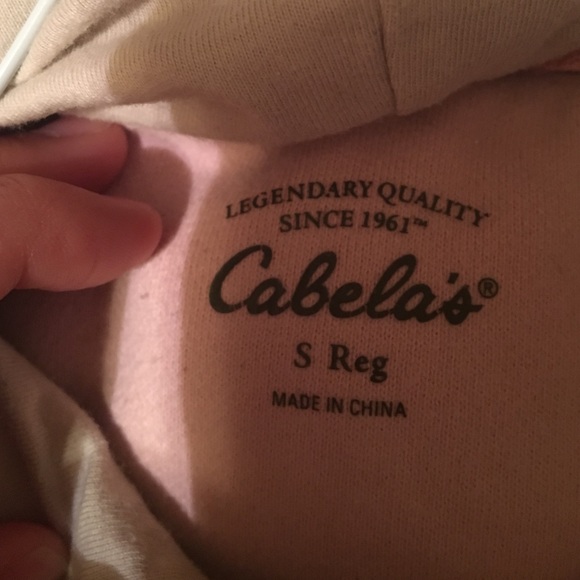 LEGENDARY QUALITY
SINCE 1961™
Cabela's®
S Reg
MADE IN CHINA